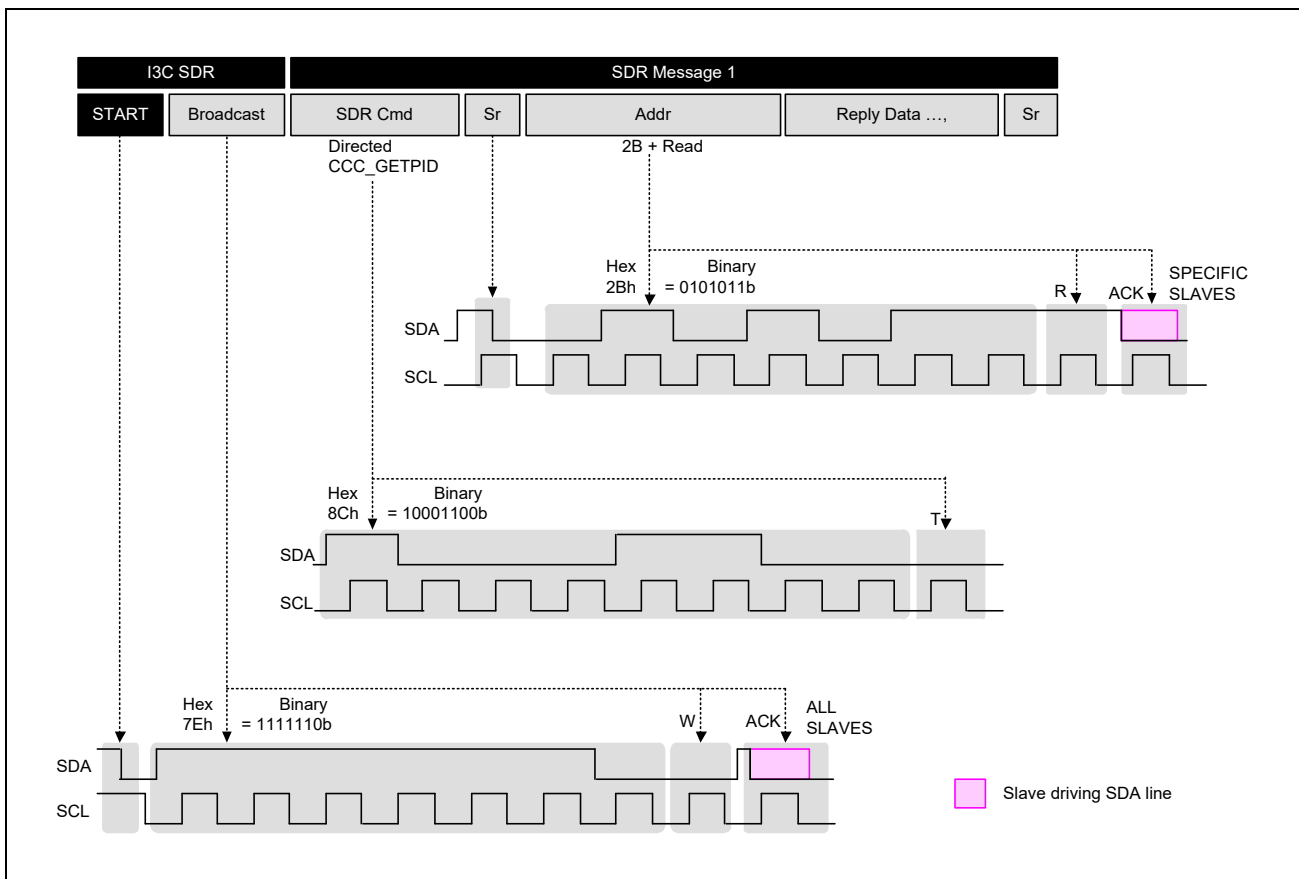 I3C SDR
SDR Message 1
START
Broadcast
SDR Cmd
Sr
Addr
Reply Data …,
Sr
Directed
CCC_GETPID
2B + Read
Hex
2Bh
Binary
= 0101011b
R
ACK
SPECIFIC
SLAVES
SDA
SCL
Hex
8Ch
Binary
= 10001100b
T
SDA
SCL
Hex
7Eh
Binary
= 1111110b
W
ACK
ALL
SLAVES
SDA
SCL
Slave driving SDA line